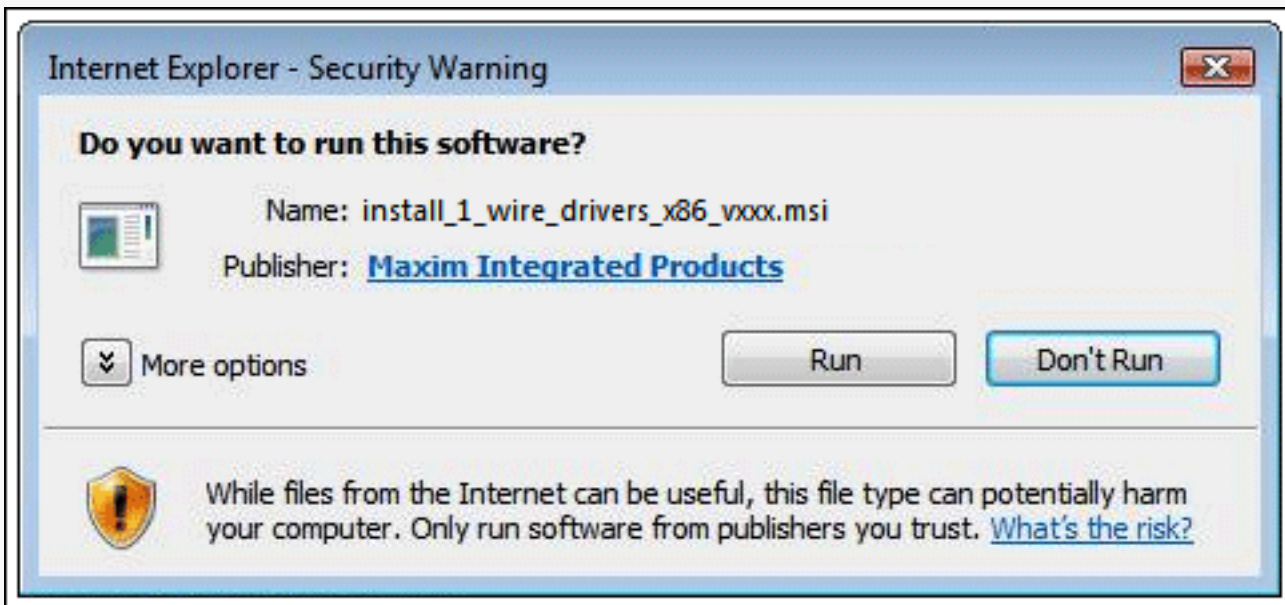 Internet Explorer - Security Warning
Do you want to run this software?
Name: install_1_wire_drivers_x86_vxxx.msi
Publisher: Maxim Integrated Products
More options
Run
Don't Run
While files from the Internet can be useful, this file type can potentially harm
your computer. Only run software from publishers you trust. What's the risk?